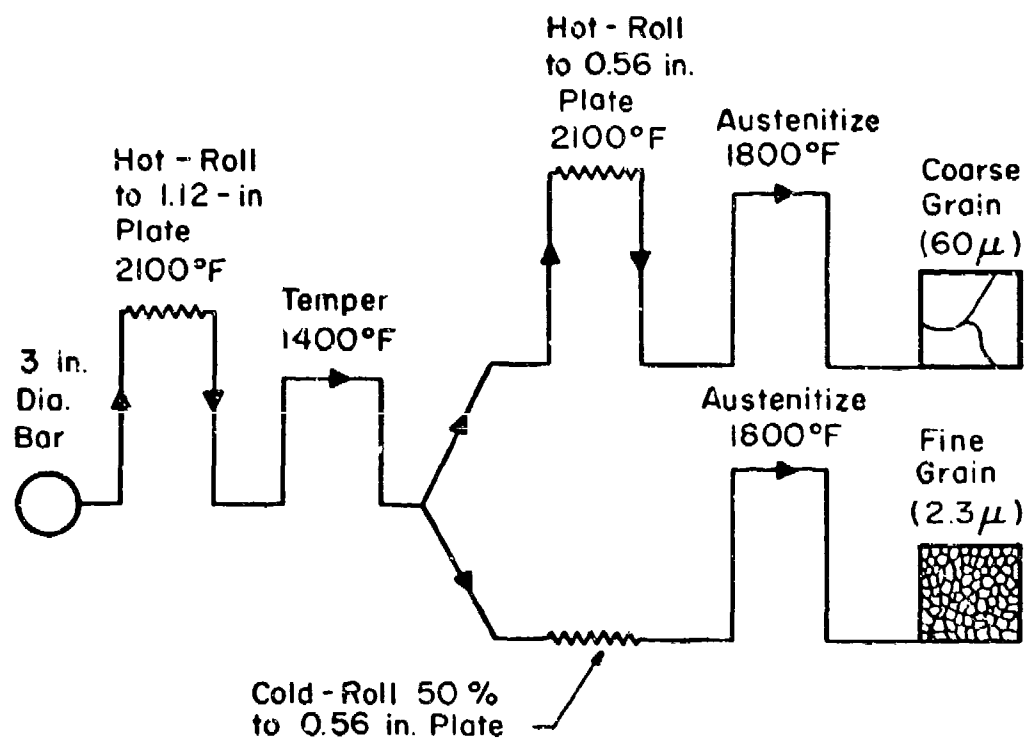 Hot-Roll
to 1.12-in
Plate
2100°F
3 in.
Dia.
Bar
Temper
1400°F
Hot-Roll
to 0.56 in.
Plate
2100°F
Austenitize
1800°F
Coarse
Grain
(60μ)
Cold-Roll 50%
to 0.56 in. Plate
Austenitize
1800°F
Fine
Grain
(2.3μ)